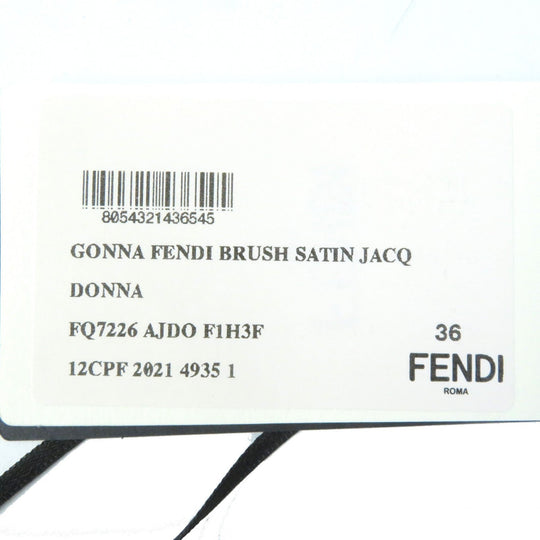 8054321436545
GONNA FENDI BRUSH SATIN JACQ
DONNA
FQ7226 AJDO F1H3F
12CPF 2021 4935 1
36
FENDI
ROMA